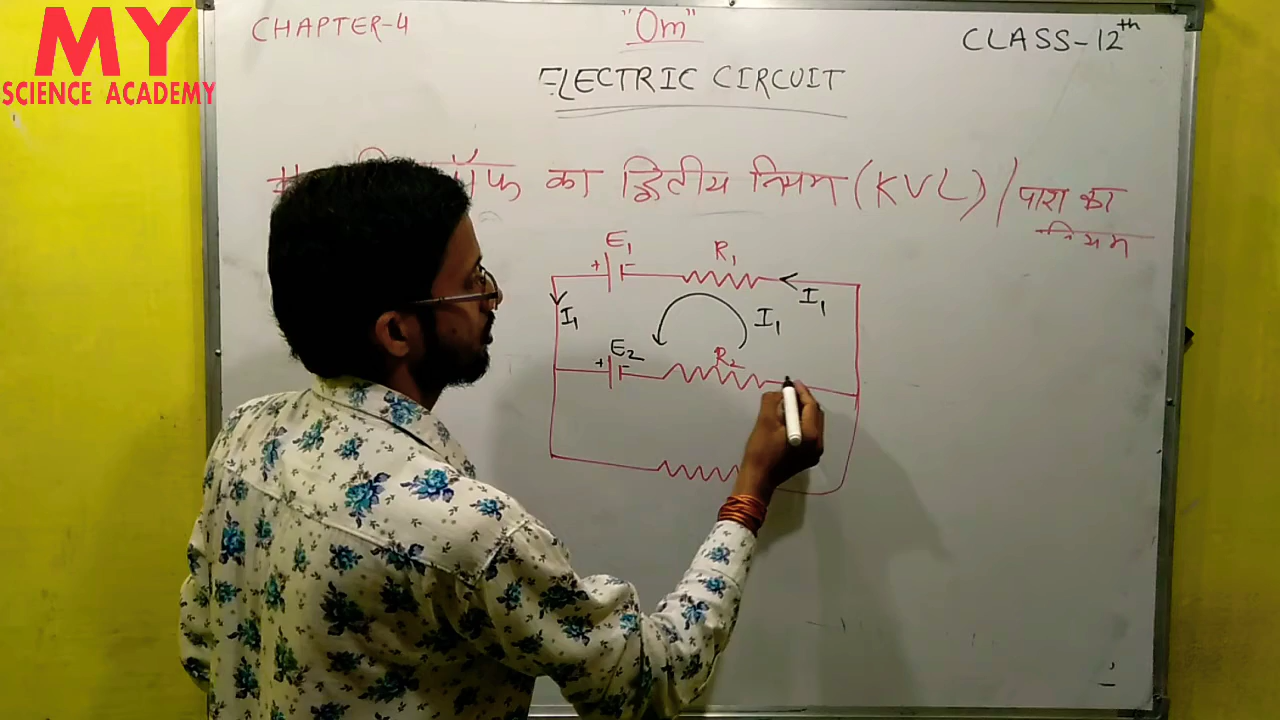 MY
SCIENCE ACADEMY
CHAPTER-4
"Om"
CLASS-12th
ELECTRIC CIRCUIT
का द्वितीय नियम (KVL) / पाश का
नियम
E1
R1
+ -
I1
I1
I1
E2
R2
+ -